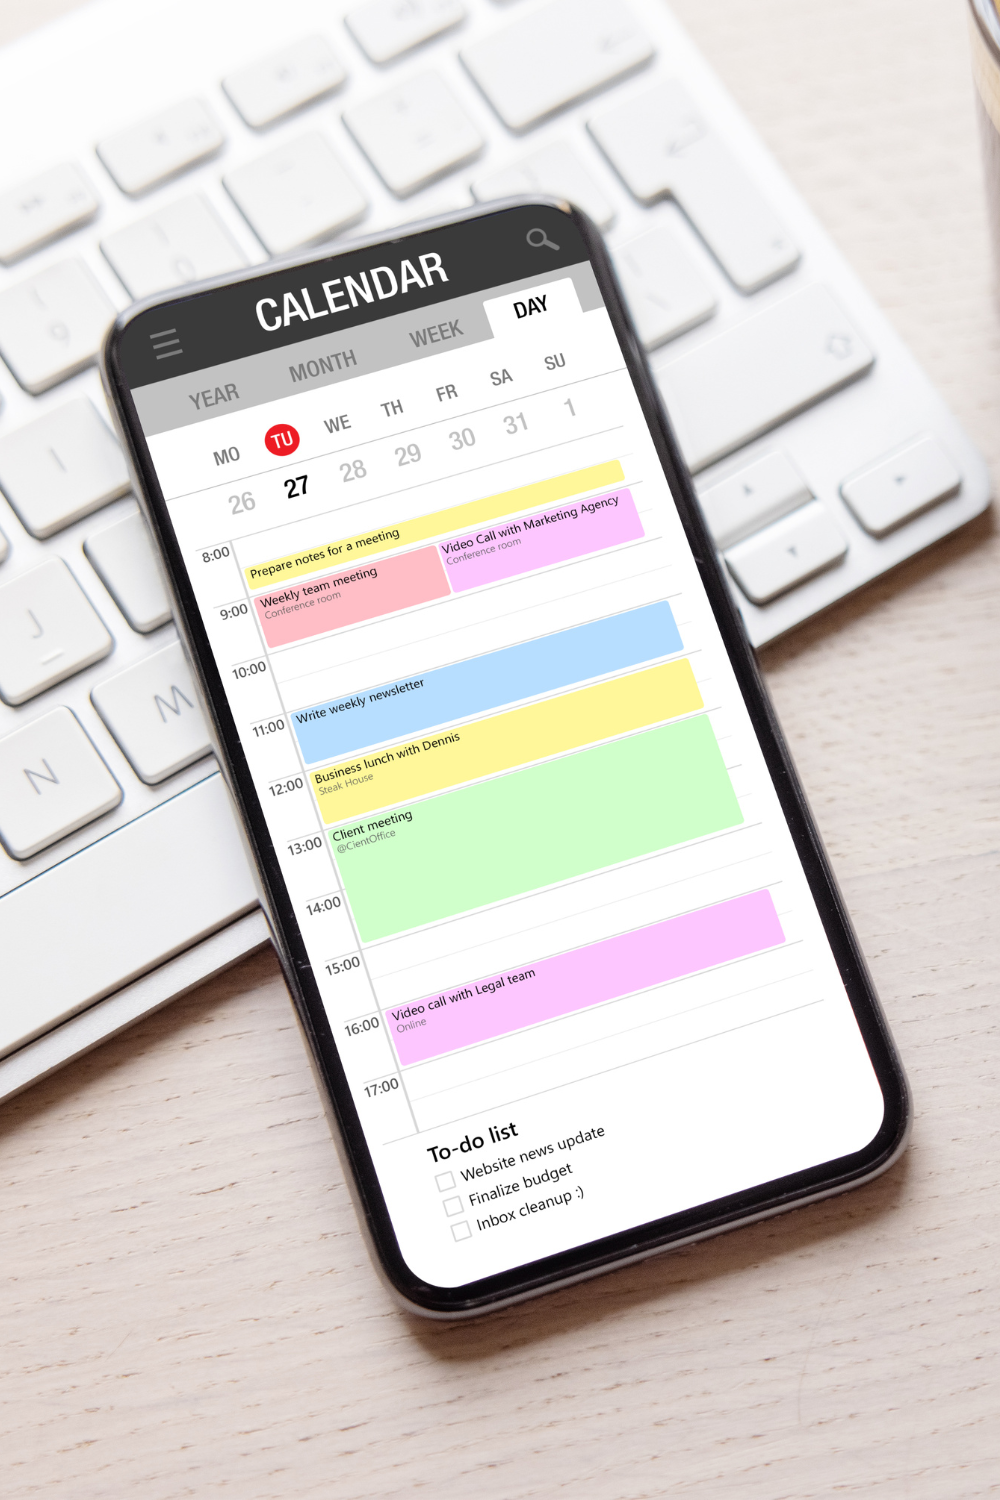 CALENDAR
YEAR MONTH WEEK DAY
MO TU WE TH FR SA SU
26 27 28 29 30 31 1
8:00
Prepare notes for a meeting
9:00
Weekly team meeting
Conference room
Video Call with Marketing Agency
Conference room
10:00
11:00
Write weekly newsletter
12:00
Business lunch with Dennis
Steak House
13:00
Client meeting
@CientOffice
14:00
15:00
16:00
Video call with Legal team
Online
17:00
To-do list
Website news update
Finalize budget
Inbox cleanup :)
J
N
M